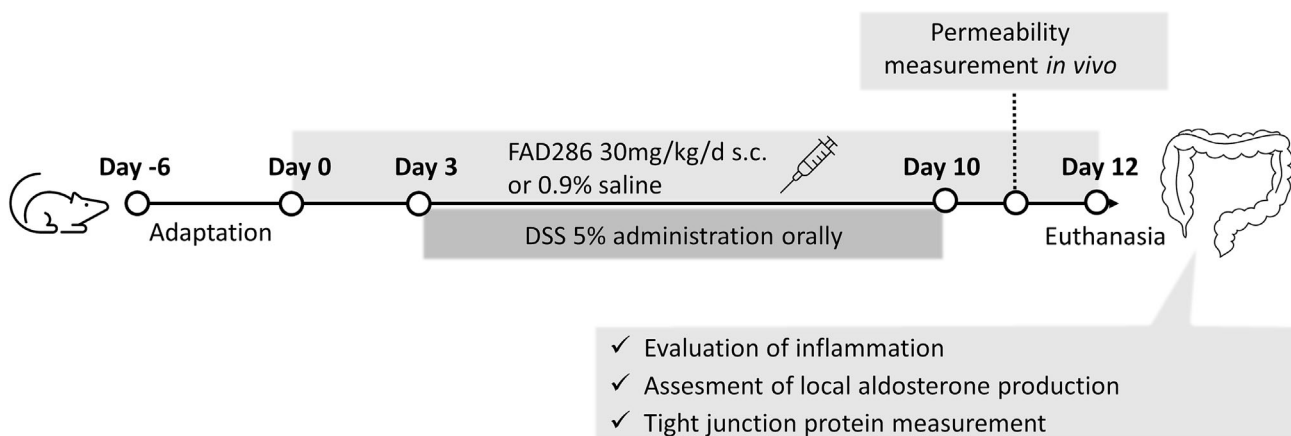 Permeability
measurement in vivo
Day -6
Day 0
Day 3
FAD286 30mg/kg/d s.c.
or 0.9% saline
Day 10
Day 12
Adaptation
DSS 5% administration orally
Euthanasia
✓ Evaluation of inflammation
✓ Assesment of local aldosterone production
✓ Tight junction protein measurement